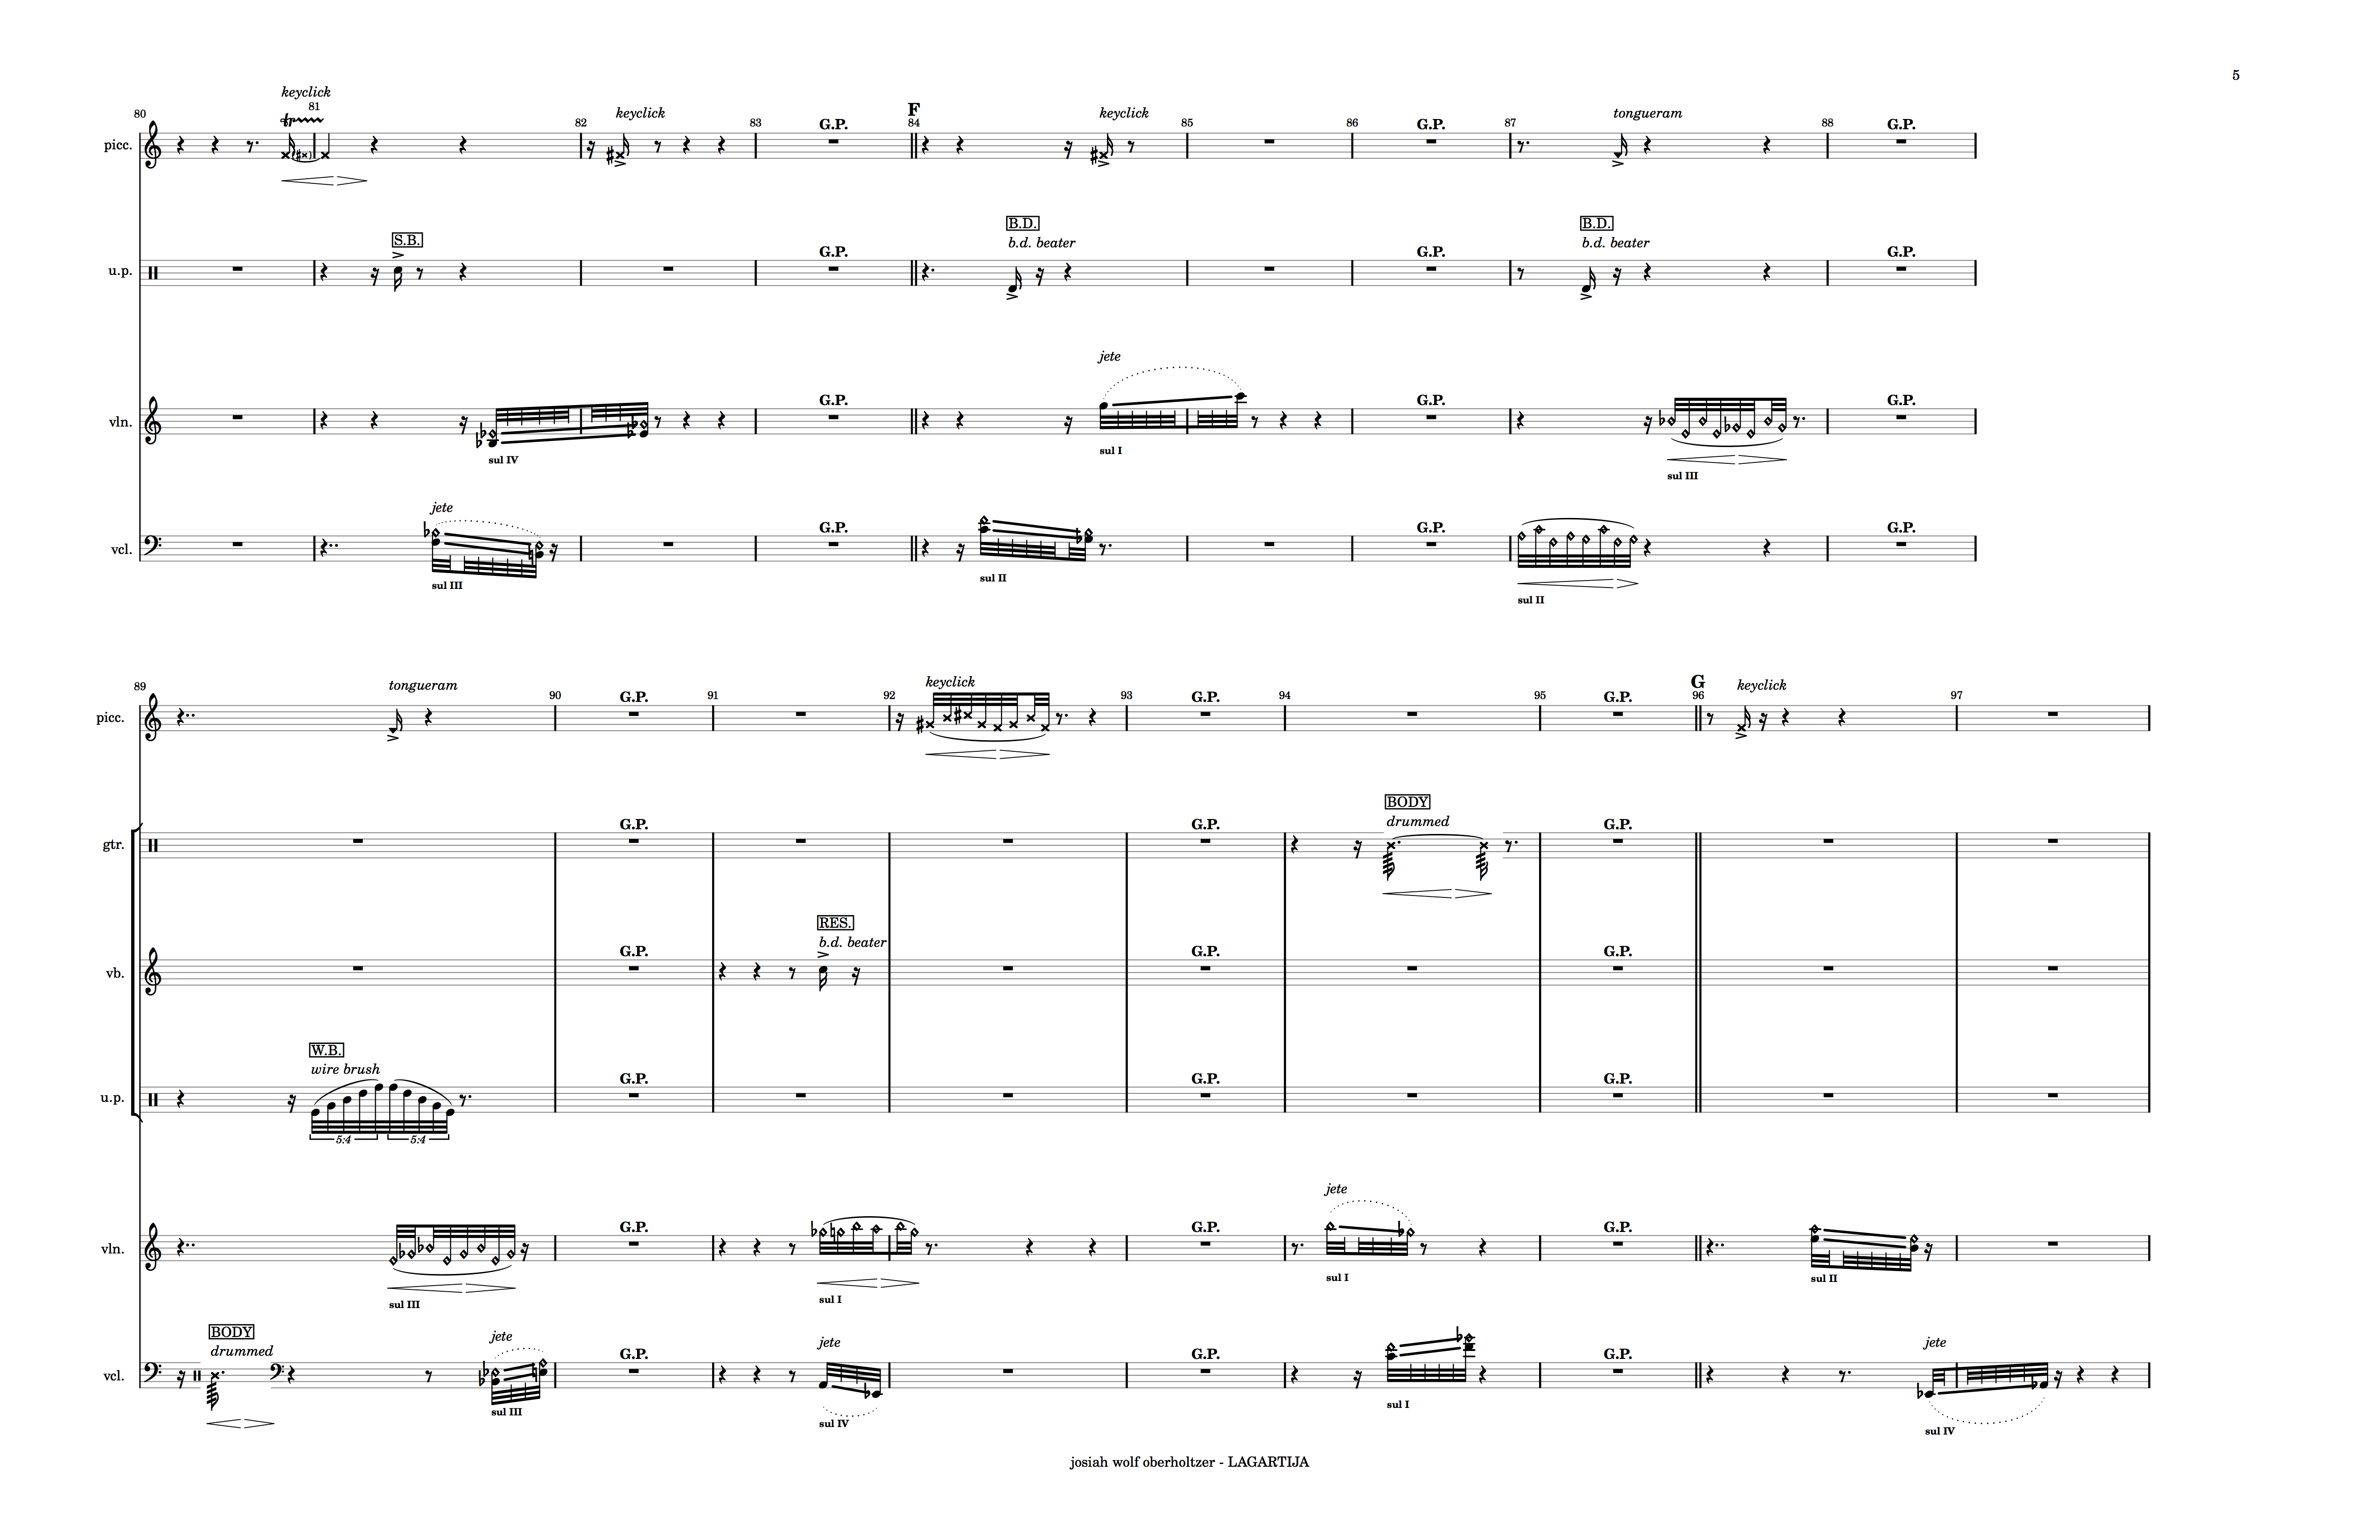 5
keyclick
80
81
keyclick
82
83
G.P.
F
84
keyclick
85
86
G.P.
87
tongueram
88
G.P.
picc.
S.B.
B.D.
b.d. beater
B.D.
b.d. beater
G.P.
G.P.
G.P.
u.p.
jete
G.P.
G.P.
G.P.
vln.
sul IV
sul I
sul III
jete
G.P.
G.P.
G.P.
vcl.
sul III
sul II
sul II
89
tongueram
90
G.P.
91
92
keyclick
93
G.P.
94
95
G.P.
G
96
keyclick
97
picc.
BODY
drummed
G.P.
G.P.
G.P.
gtr.
RES.
b.d. beater
G.P.
G.P.
G.P.
vb.
W.B.
wire brush
G.P.
G.P.
G.P.
u.p.
5:4
5:4
jete
G.P.
G.P.
G.P.
vln.
sul III
sul I
sul I
sul II
BODY
drummed
jete
G.P.
jete
G.P.
G.P.
jete
vcl.
sul III
sul IV
sul I
sul IV
josiah wolf oberholtzer - LAGARTIJA